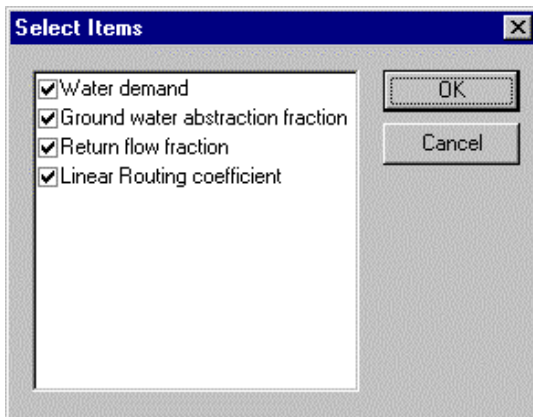 Select Items
Water demand
Ground water abstraction fraction
Return flow fraction
Linear Routing coefficient
OK
Cancel